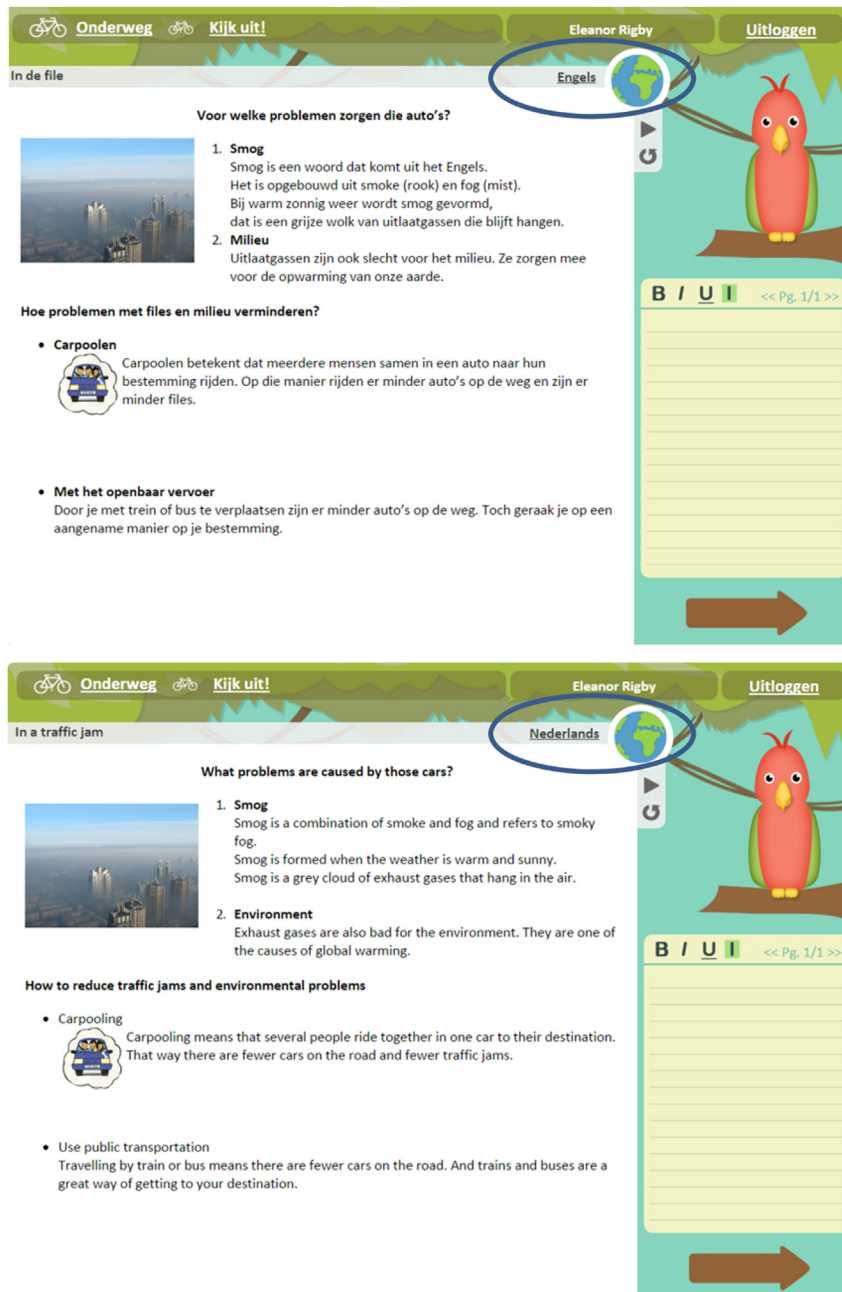 Onderweg Kijk uit! Eleanor Rigby Uitloggen
In de file Engels
Voor welke problemen zorgen die auto's?
1. Smog
Smog is een woord dat komt uit het Engels.
Het is opgebouwd uit smoke (rook) en fog (mist).
Bij warm zonnig weer wordt smog gevormd,
dat is een grijze wolk van uitlaatgassen die blijft hangen.
2. Milieu
Uitlaatgassen zijn ook slecht voor het milieu. Ze zorgen mee
voor de opwarming van onze aarde.
B I U I << Pg. 1/1 >>
Hoe problemen met files en milieu verminderen?
• Carpoolen
Carpoolen betekent dat meerdere mensen samen in een auto naar hun
bestemming rijden. Op die manier rijden er minder auto's op de weg en zijn er
minder files.
• Met het openbaar vervoer
Door je met trein of bus te verplaatsen zijn er minder auto's op de weg. Toch geraak je op een
aangename manier op je bestemming.
Onderweg Kijk uit! Eleanor Rigby Uitloggen
In a traffic jam Nederlands
What problems are caused by those cars?
1. Smog
Smog is a combination of smoke and fog and refers to smoky
fog.
Smog is formed when the weather is warm and sunny.
Smog is a grey cloud of exhaust gases that hang in the air.
2. Environment
Exhaust gases are also bad for the environment. They are one of
the causes of global warming.
B I U I << Pg. 1/1 >>
How to reduce traffic jams and environmental problems
• Carpooling
Carpooling means that several people ride together in one car to their destination.
That way there are fewer cars on the road and fewer traffic jams.
• Use public transportation
Travelling by train or bus means there are fewer cars on the road. And trains and buses are a
great way of getting to your destination.